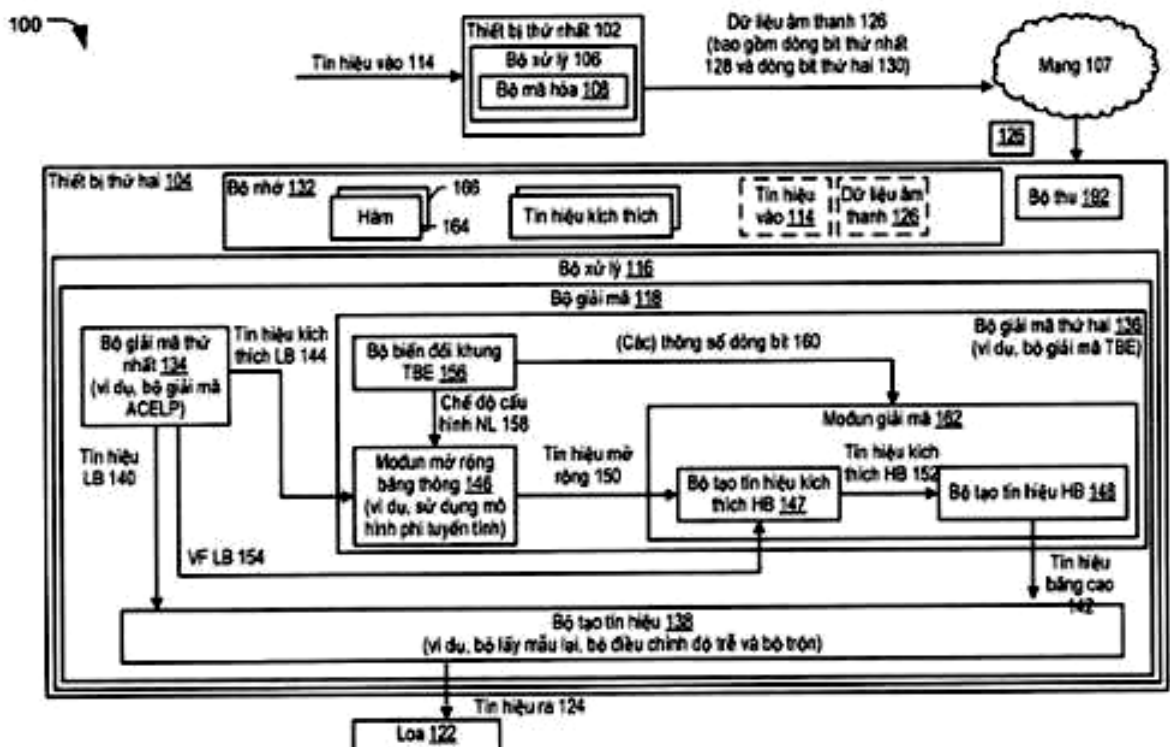 100
Thiết bị thứ nhất 102
Bộ xử lý 106
Bộ mã hóa 108
Tín hiệu vào 114
Dữ liệu âm thanh 126
(bao gồm dòng bit thứ nhất
128 và dòng bit thứ hai 130)
Mạng 107
126
Thiết bị thứ hai 104
Bộ nhớ 132
Hàm
166
164
Tín hiệu kích thích
Tín hiệu
vào 114
Dữ liệu âm
thanh 126
Bộ thu 192
Bộ xử lý 116
Bộ giải mã 118
Bộ giải mã thứ
nhất 134
(ví dụ, bộ giải mã
ACELP)
Tín hiệu kích
thích LB 144
Bộ giải mã thứ hai 136
(ví dụ, bộ giải mã TBE)
Bộ biến đổi khung
TBE 156
(Các) thông số dòng bit 160
Chế độ cấu
hình NL 158
Môđun giải mã 162
Tín hiệu
LB 140
Môđun mở rộng
băng thông 146
(ví dụ, sử dụng mô
hình phi tuyến tính)
Tín hiệu mở
rộng 150
Bộ tạo tín hiệu kích
thích HB 147
Tín hiệu kích
thích HB 152
Bộ tạo tín hiệu HB 148
VF LB 154
Tín hiệu
băng cao
142
Bộ tạo tín hiệu 138
(ví dụ, bộ lấy mẫu lại, bộ điều chỉnh độ trễ và bộ trộn)
Tín hiệu ra 124
Loa 122